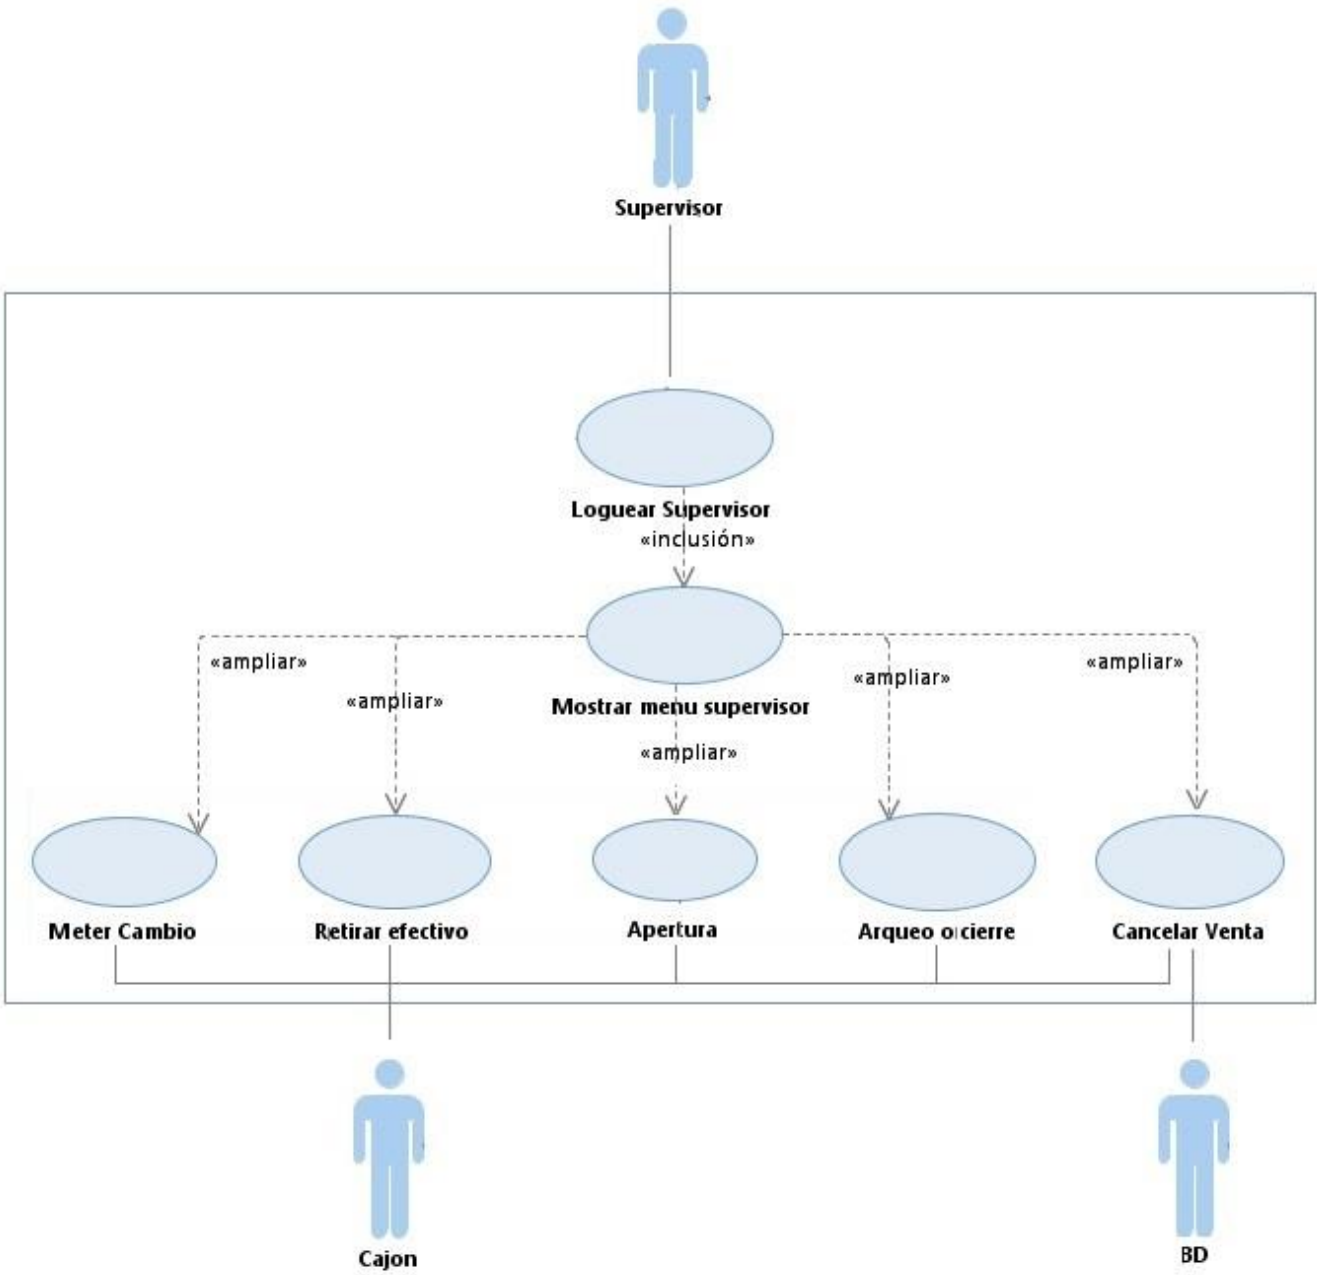 Supervisor
Loguear Supervisor
«inclusión»
«ampliar»
«ampliar»
«ampliar»
«ampliar»
«ampliar»
Mostrar menu supervisor
Meter Cambio
Retirar efectivo
Apertura
Arqueo o cierre
Cancelar Venta
Cajon
BD